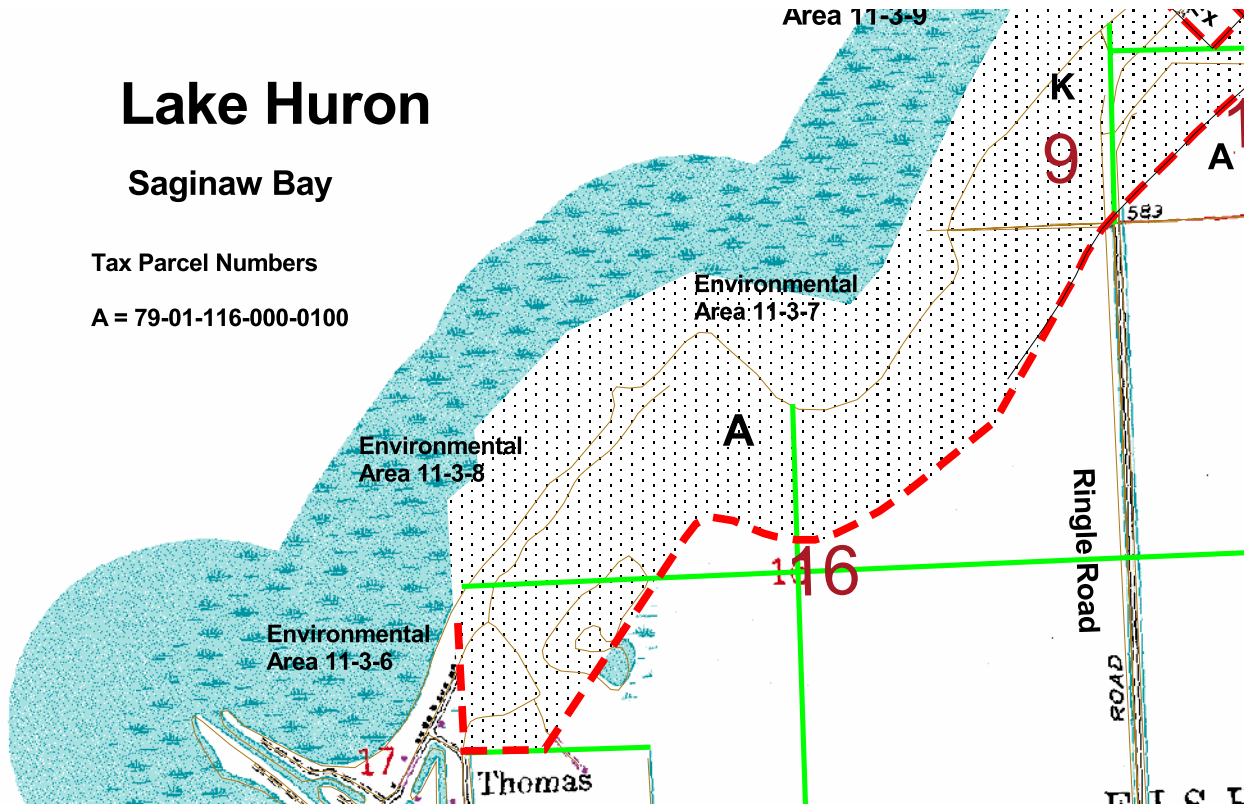 Area 11-3-9
Lake Huron
K
9
A
Saginaw Bay
583
Tax Parcel Numbers
Environmental
Area 11-3-7
A = 79-01-116-000-0100
A
Environmental
Area 11-3-8
Ringle Road
16
Environmental
Area 11-3-6
ROAD
17
Thomas